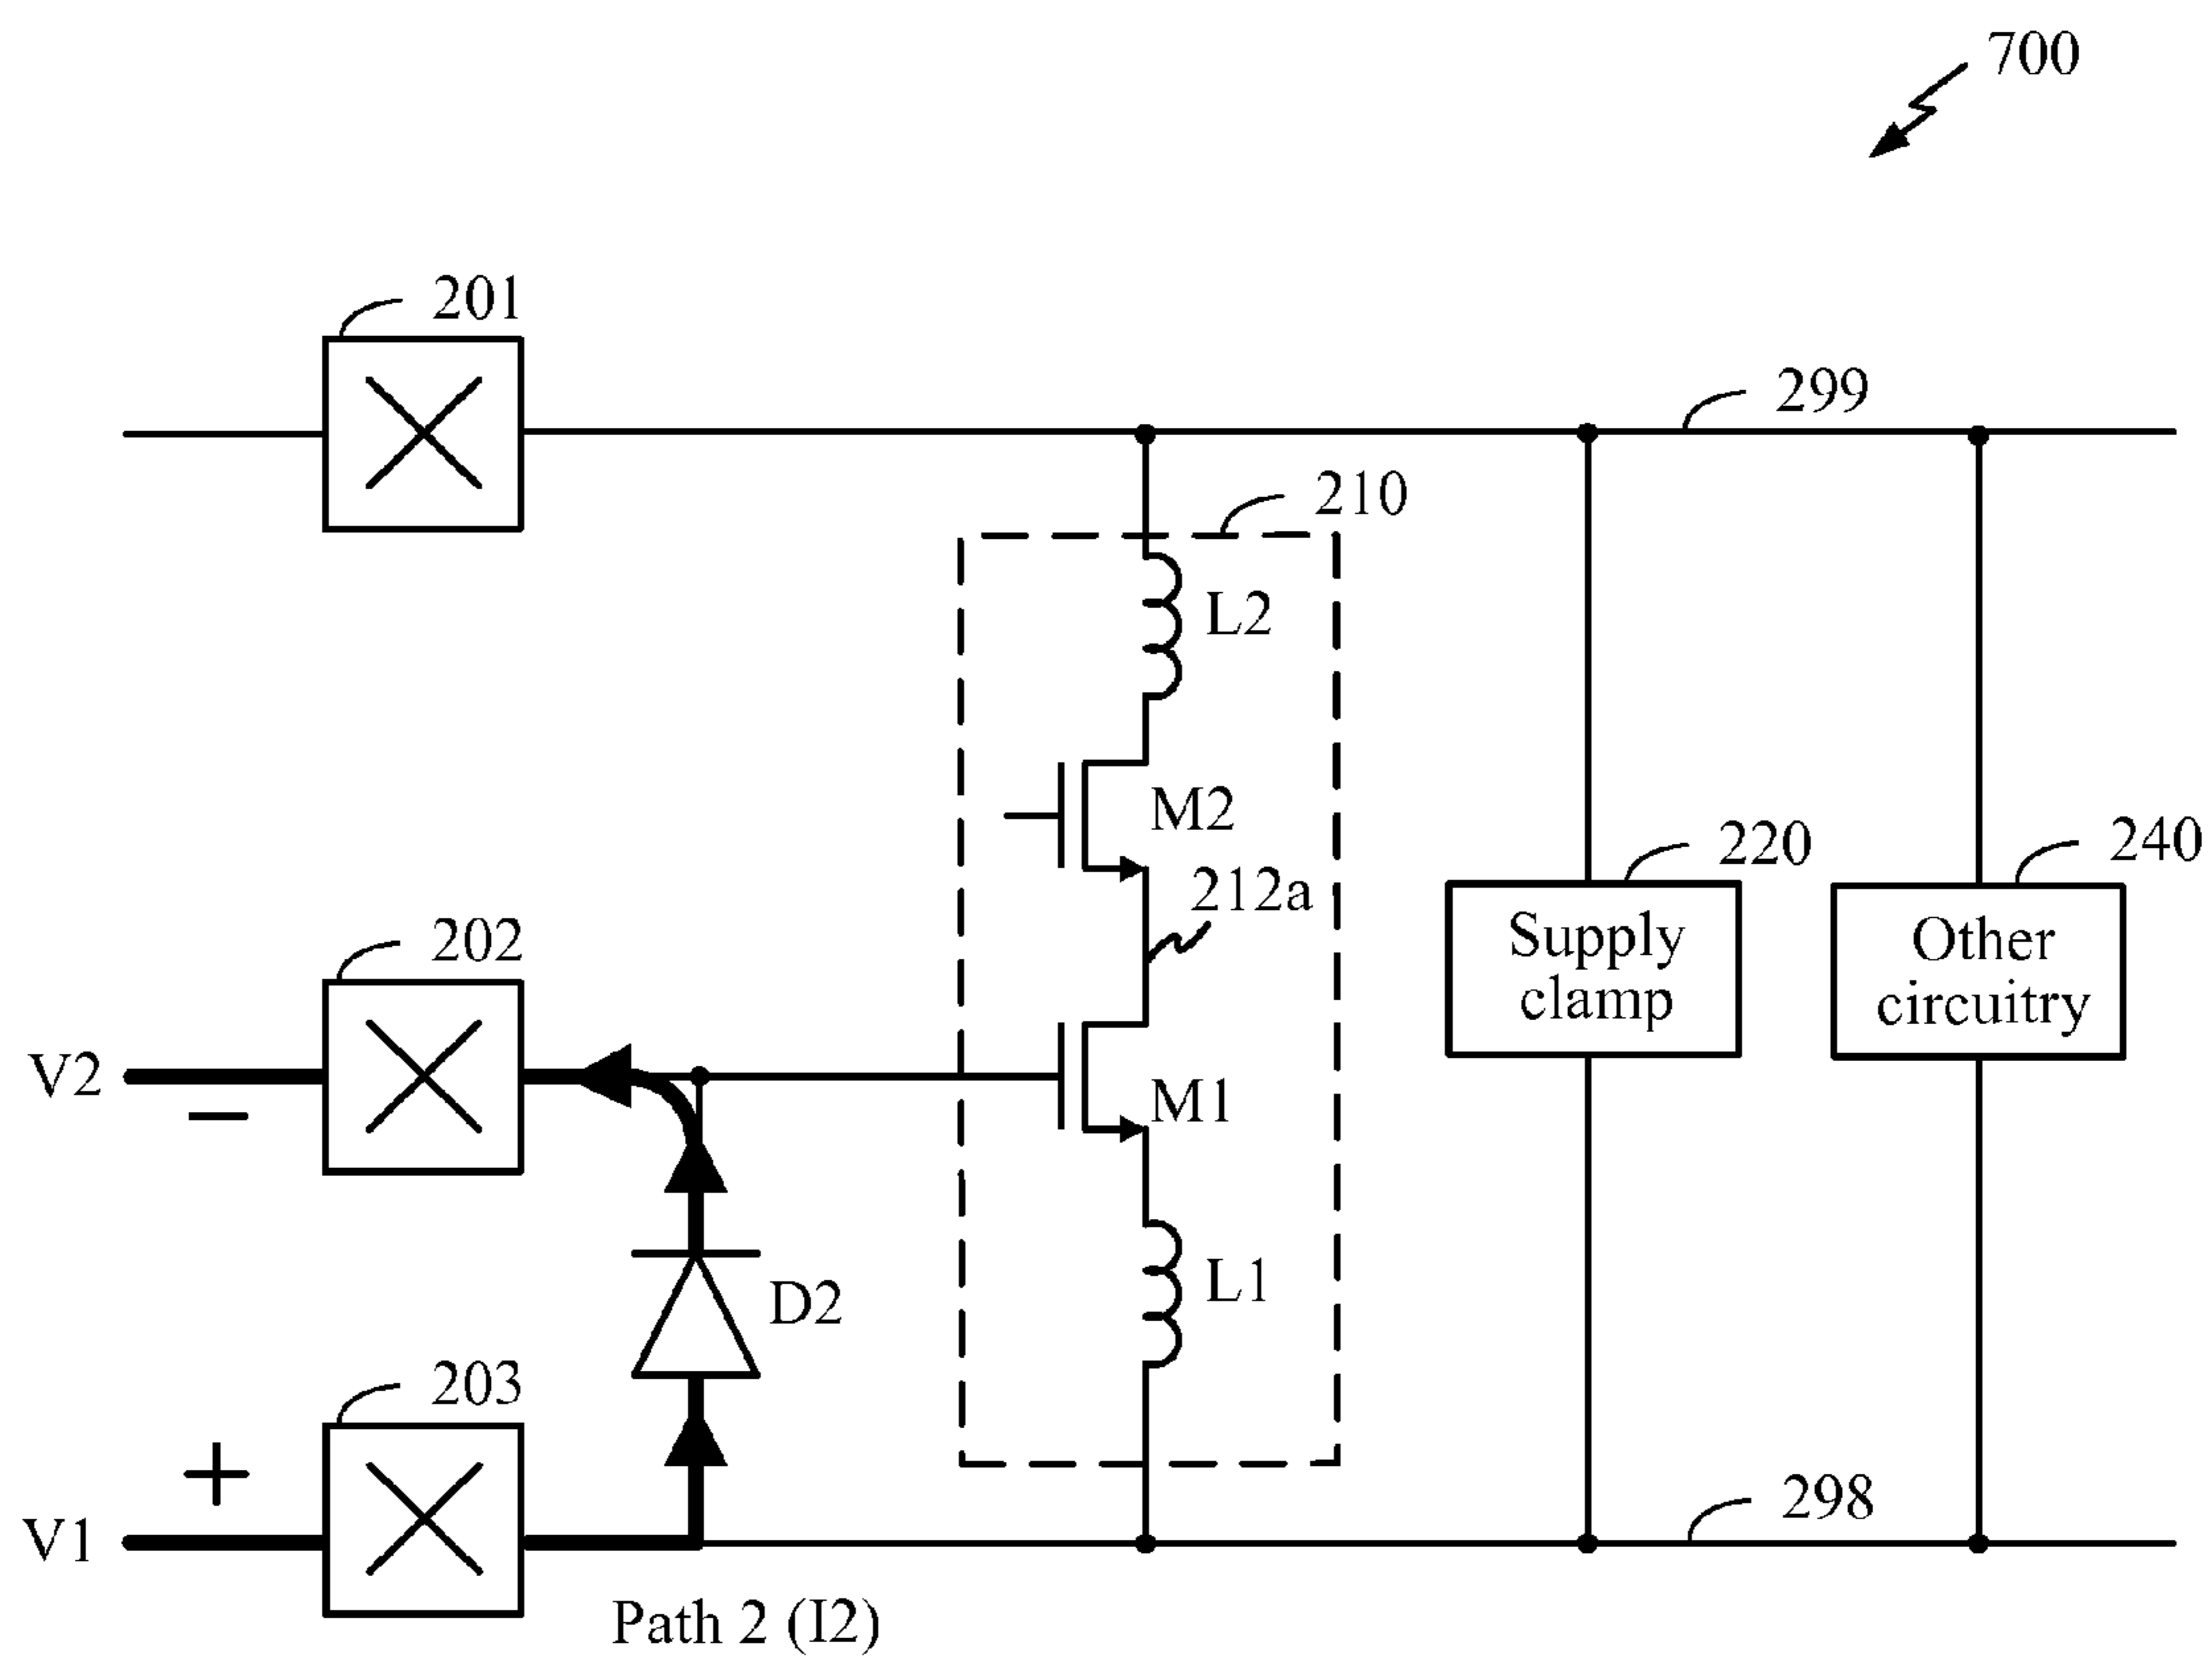 700
201
299
210
L2
M2
212a
220
240
Supply
clamp
Other
circuitry
202
V2
−
M1
L1
D2
203
+
V1
298
Path 2 (I2)